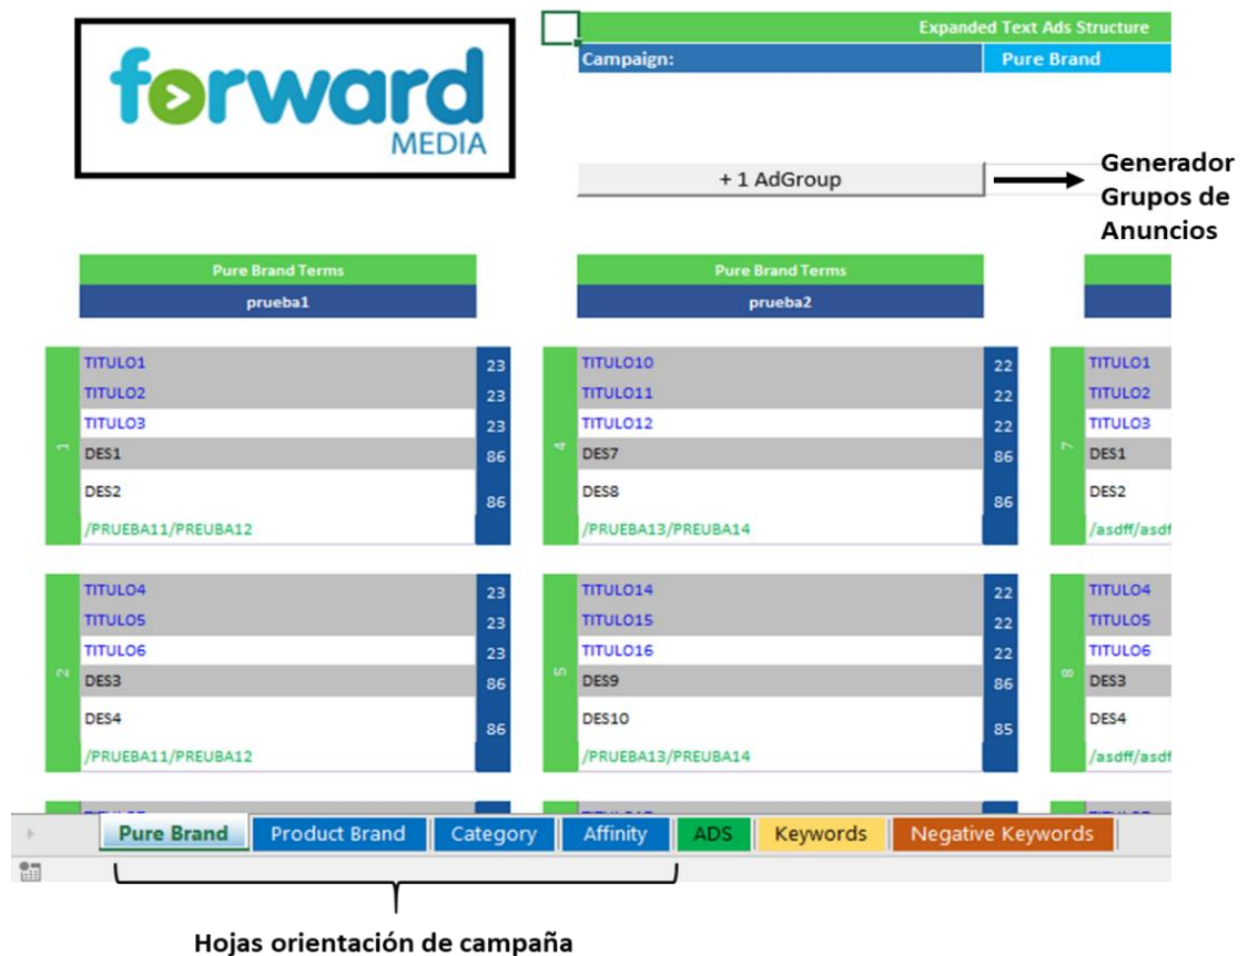 forward
MEDIA
Expanded Text Ads Structure
Campaign: Pure Brand
+ 1 AdGroup
Generador
Grupos de
Anuncios
Pure Brand Terms Pure Brand Terms
prueba1 prueba2
1 4 7
TITULO1 23 TITULO10 22 TITULO1
TITULO2 23 TITULO11 22 TITULO2
TITULO3 23 TITULO12 22 TITULO3
DES1 86 DES7 86 DES1
DES2 86 DES8 86 DES2
/PRUEBA11/PREUBA12 /PRUEBA13/PREUBA14 /asdff/asdf
2 5 8
TITULO4 23 TITULO14 22 TITULO4
TITULO5 23 TITULO15 22 TITULO5
TITULO6 23 TITULO16 22 TITULO6
DES3 86 DES9 86 DES3
DES4 86 DES10 85 DES4
/PRUEBA11/PREUBA12 /PRUEBA13/PREUBA14 /asdff/asdf
Pure Brand Product Brand Category Affinity ADS Keywords Negative Keywords
Hojas orientación de campaña